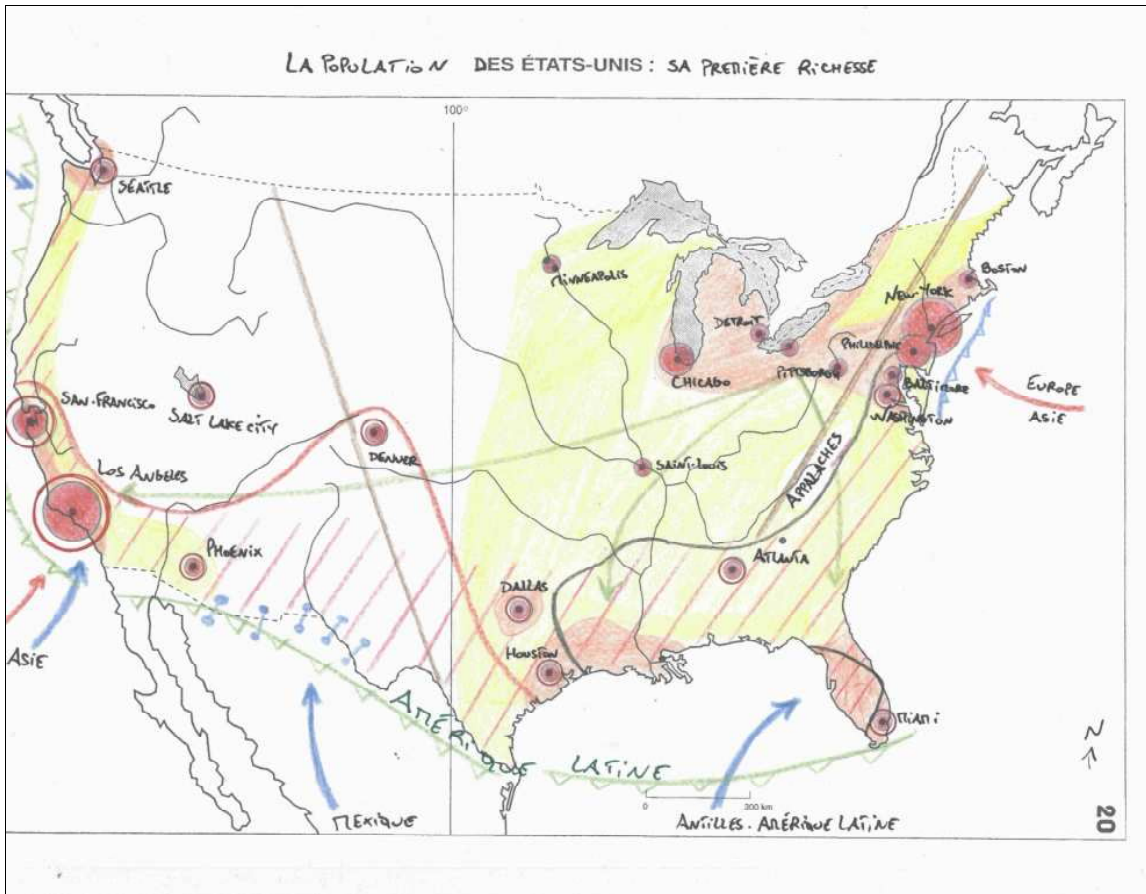 LA POPULATION DES ÉTATS-UNIS : SA PREMIÈRE RICHESSE
100°
SEATTLE
MINNEAPOLIS
BOSTON
NEW-YORK
DETROIT
PHILADELPHIE
CHICAGO
PITTSBURGH
BALTIMORE
WASHINGTON
EUROPE
ASIE
SAN-FRANCISCO
SALT LAKE CITY
DENVER
SAINT-LOUIS
APPALACHES
LOS ANGELES
PHOENIX
ATLANTA
DALLAS
HOUSTON
ASIE
MIAMI
AMÉRIQUE LATINE
N
0 200 km
MEXIQUE
ANTILLES-AMÉRIQUE LATINE
20